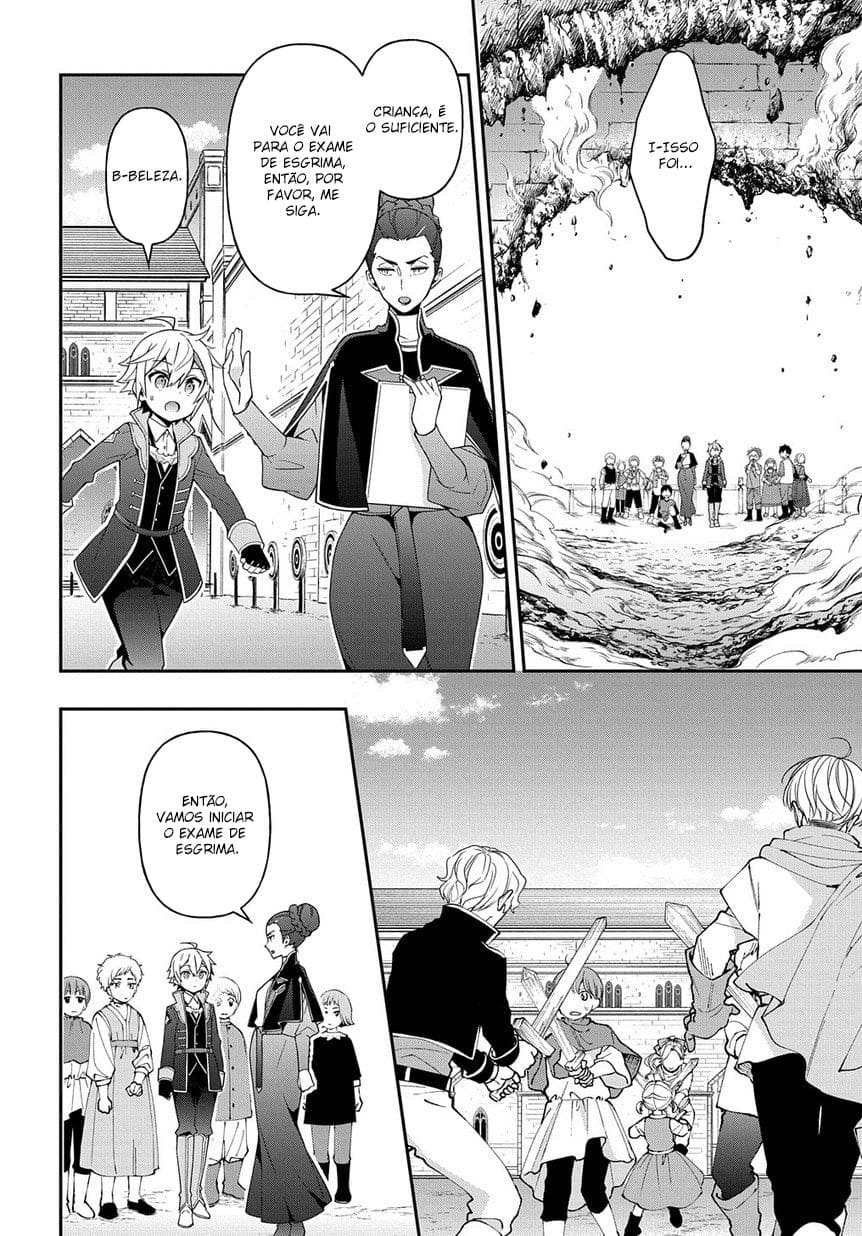 I-ISSO
FOI...
CRIANÇA, É
O SUFICIENTE.
VOCÊ VAI
PARA O EXAME
DE ESGRIMA,
ENTÃO, POR
FAVOR, ME
SIGA.
B-BELEZA.
ENTÃO,
VAMOS INICIAR
O EXAME DE
ESGRIMA.